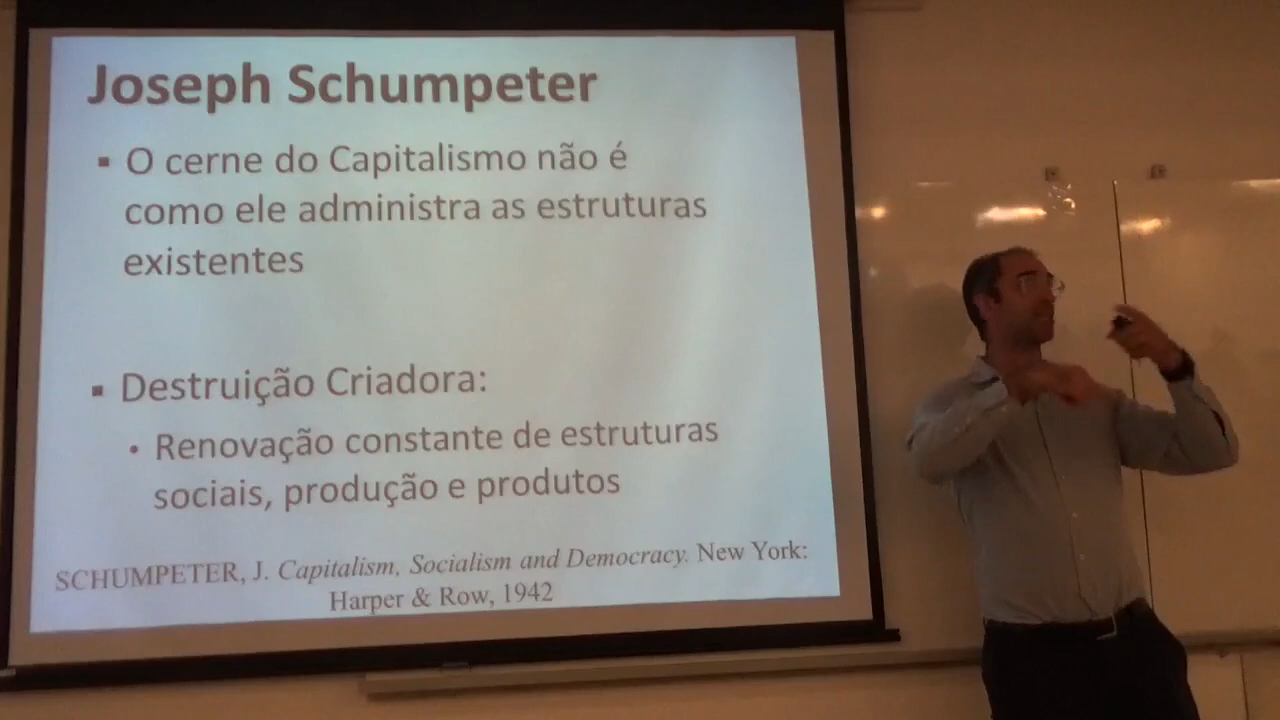 Joseph Schumpeter
▪ O cerne do Capitalismo não é
como ele administra as estruturas
existentes
▪ Destruição Criadora:
• Renovação constante de estruturas
sociais, produção e produtos
SCHUMPETER, J. Capitalism, Socialism and Democracy. New York:
Harper & Row, 1942